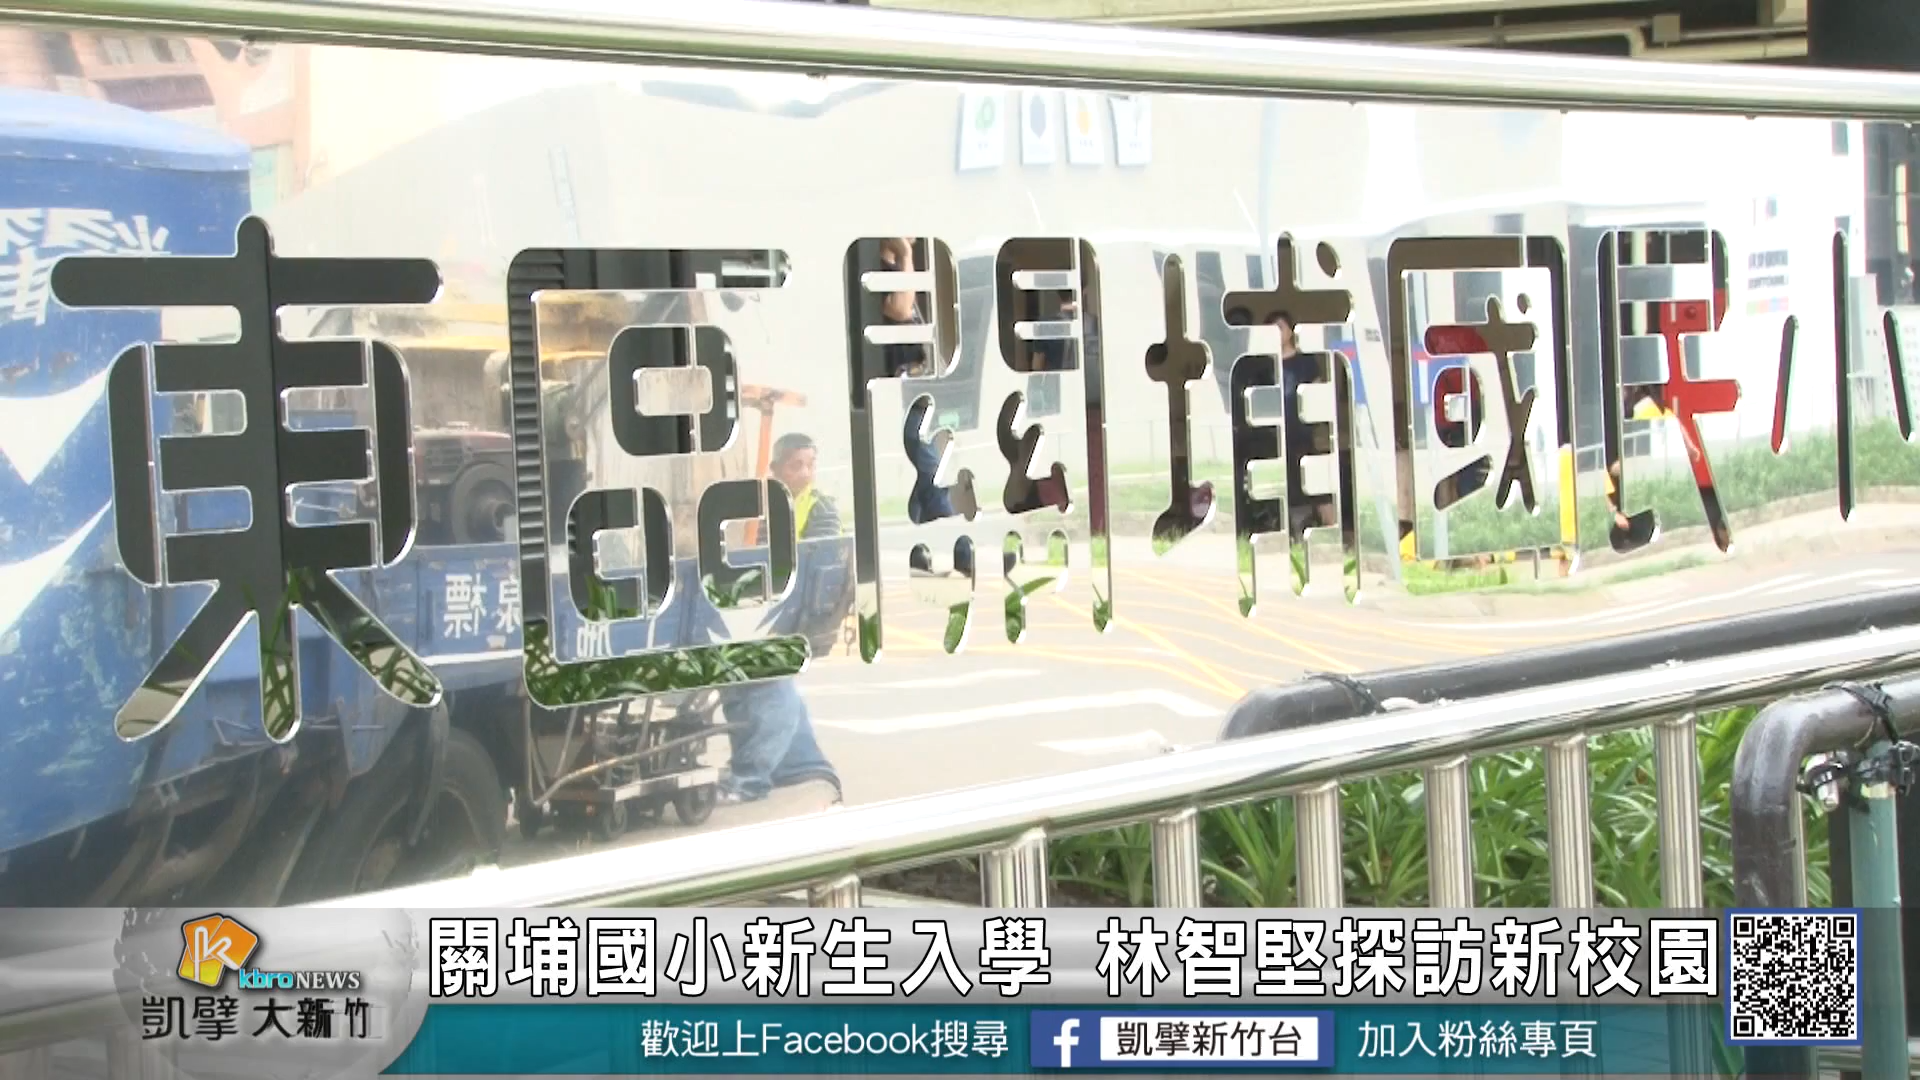 東區關埔國民小
標
kbro NEWS
凱擘大新竹
關埔國小新生入學 林智堅探訪新校園
歡迎上Facebook搜尋 f 凱擘新竹台 加入粉絲專頁